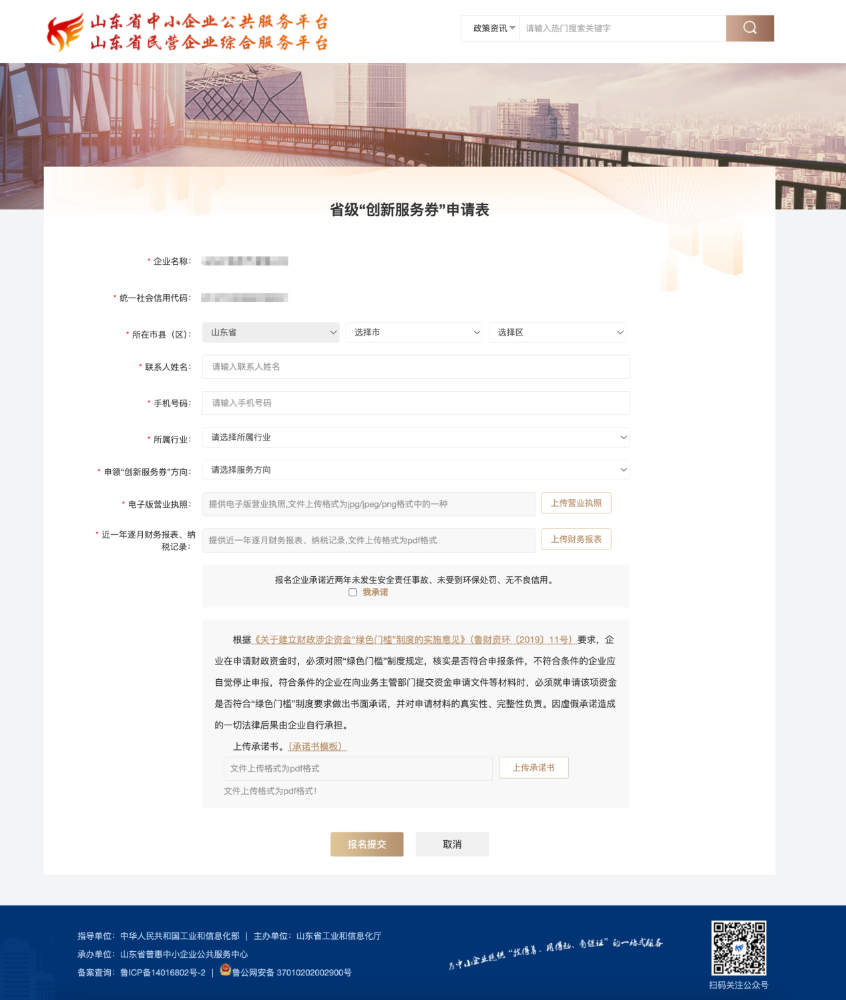 山东省中小企业公共服务平台
山东省民营企业综合服务平台
政策资讯 请输入热门搜索关键字
省级“创新服务券”申请表
* 企业名称：
* 统一社会信用代码：
* 所在市县（区）： 山东省 选择市 选择区
* 联系人姓名： 请输入联系人姓名
* 手机号码： 请输入手机号码
* 所属行业： 请选择所属行业
* 申领“创新服务券”方向： 请选择服务方向
* 电子版营业执照： 提供电子版营业执照,文件上传格式为jpg/jpeg/png格式中的一种 上传营业执照
* 近一年逐月财务报表、纳
税记录： 提供近一年逐月财务报表、纳税记录,文件上传格式为pdf格式 上传财务报表
报名企业承诺近两年未发生安全责任事故、未受到环保处罚、无不良信用。
我承诺
根据《关于建立财政涉企资金“绿色门槛”制度的实施意见》（鲁财资环〔2019〕11号）要求，企
业在申请财政资金时，必须对照“绿色门槛”制度规定，核实是否符合申报条件，不符合条件的企业应
自觉停止申报，符合条件的企业在向业务主管部门提交资金申请文件等材料时，必须就申请该项资金
是否符合“绿色门槛”制度要求做出书面承诺，并对申请材料的真实性、完整性负责。因虚假承诺造成
的一切法律后果由企业自行承担。
上传承诺书。（承诺书模板）
文件上传格式为pdf格式 上传承诺书
文件上传格式为pdf格式！
报名提交 取消
指导单位：中华人民共和国工业和信息化部 | 主办单位：山东省工业和信息化厅
承办单位：山东省普惠中小企业公共服务中心
备案查询：鲁ICP备14016802号-2 | 鲁公网安备 37010202002900号
为中小企业提供“找得着、用得起、有保证”的一站式服务
扫码关注公众号